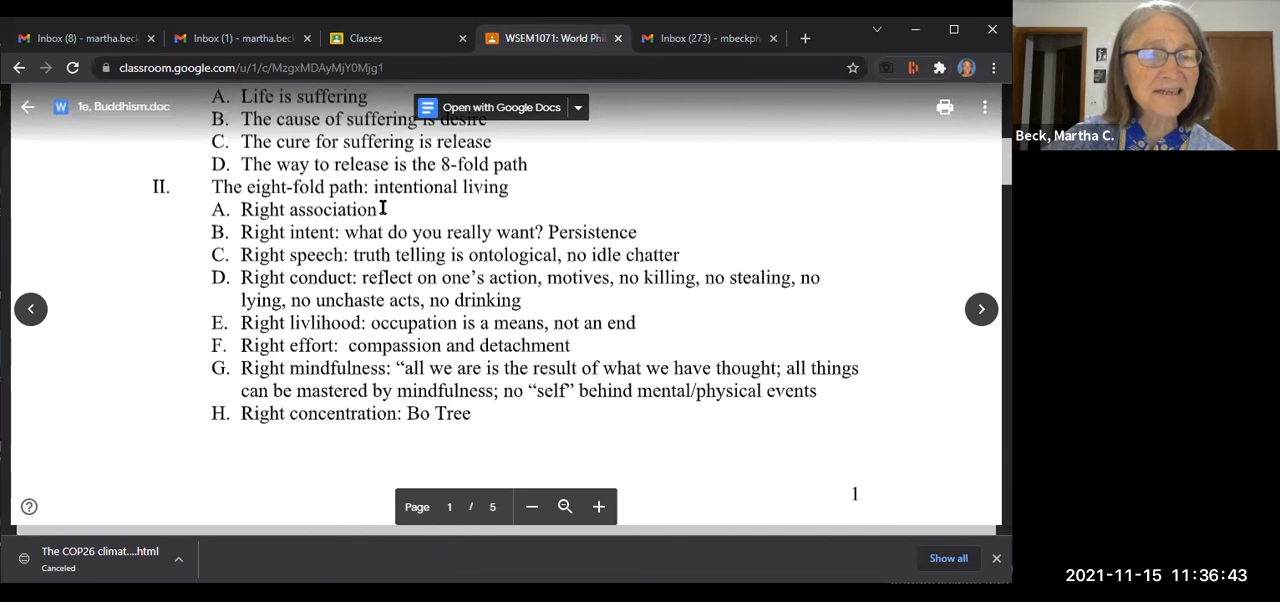 Inbox (8) - martha.beck
Inbox (1) - martha.beck
Classes
WSEM1071: World Phil
Inbox (273) - mbeckph
classroom.google.com/u/1/c/MzgxMDAyMjY0Mjg1
1e, Buddhism.doc
Open with Google Docs
A. Life is suffering
B. The cause of suffering is desire
C. The cure for suffering is release
D. The way to release is the 8-fold path
II. The eight-fold path: intentional living
A. Right association
B. Right intent: what do you really want? Persistence
C. Right speech: truth telling is ontological, no idle chatter
D. Right conduct: reflect on one's action, motives, no killing, no stealing, no
lying, no unchaste acts, no drinking
E. Right livlihood: occupation is a means, not an end
F. Right effort: compassion and detachment
G. Right mindfulness: “all we are is the result of what we have thought; all things
can be mastered by mindfulness; no “self” behind mental/physical events
H. Right concentration: Bo Tree
1
Page 1 / 5
The COP26 climat....html
Canceled
Show all
Beck, Martha C.
2021-11-15 11:36:43